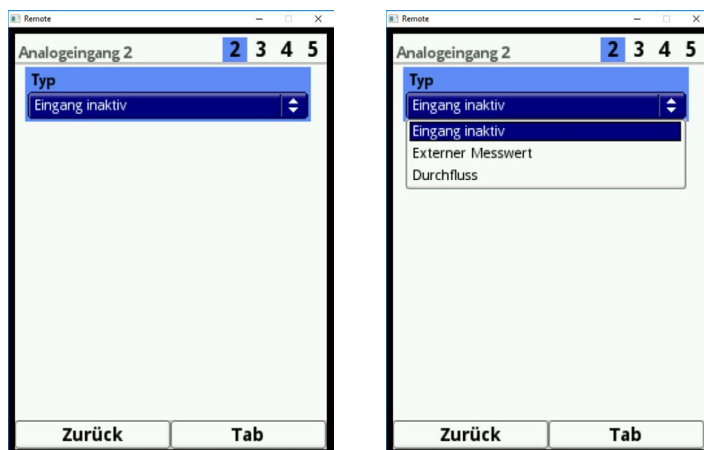 Remote
Analogeingang 2 2 3 4 5
Typ
Eingang inaktiv
Zurück Tab
Remote
Analogeingang 2 2 3 4 5
Typ
Eingang inaktiv
Eingang inaktiv
Externer Messwert
Durchfluss
Zurück Tab